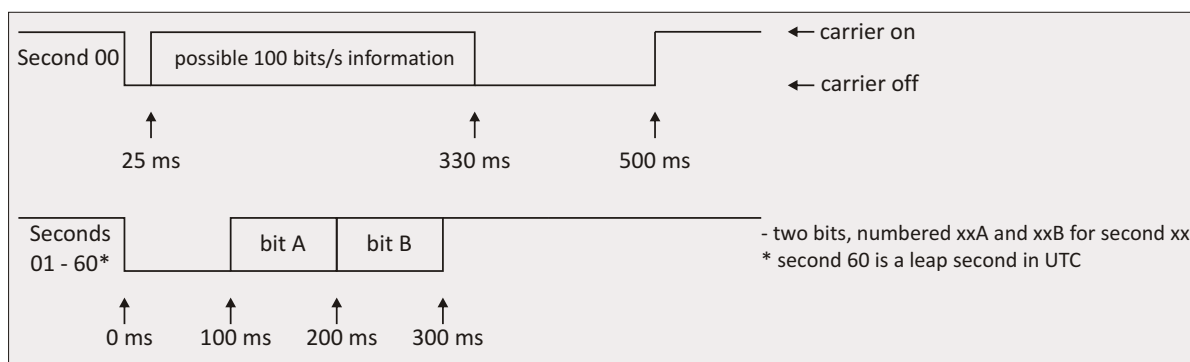 ← carrier on
Second 00
possible 100 bits/s information
← carrier off
25 ms
330 ms
500 ms
Seconds
01 - 60*
bit A
bit B
- two bits, numbered xxA and xxB for second xx
* second 60 is a leap second in UTC
0 ms
100 ms
200 ms
300 ms